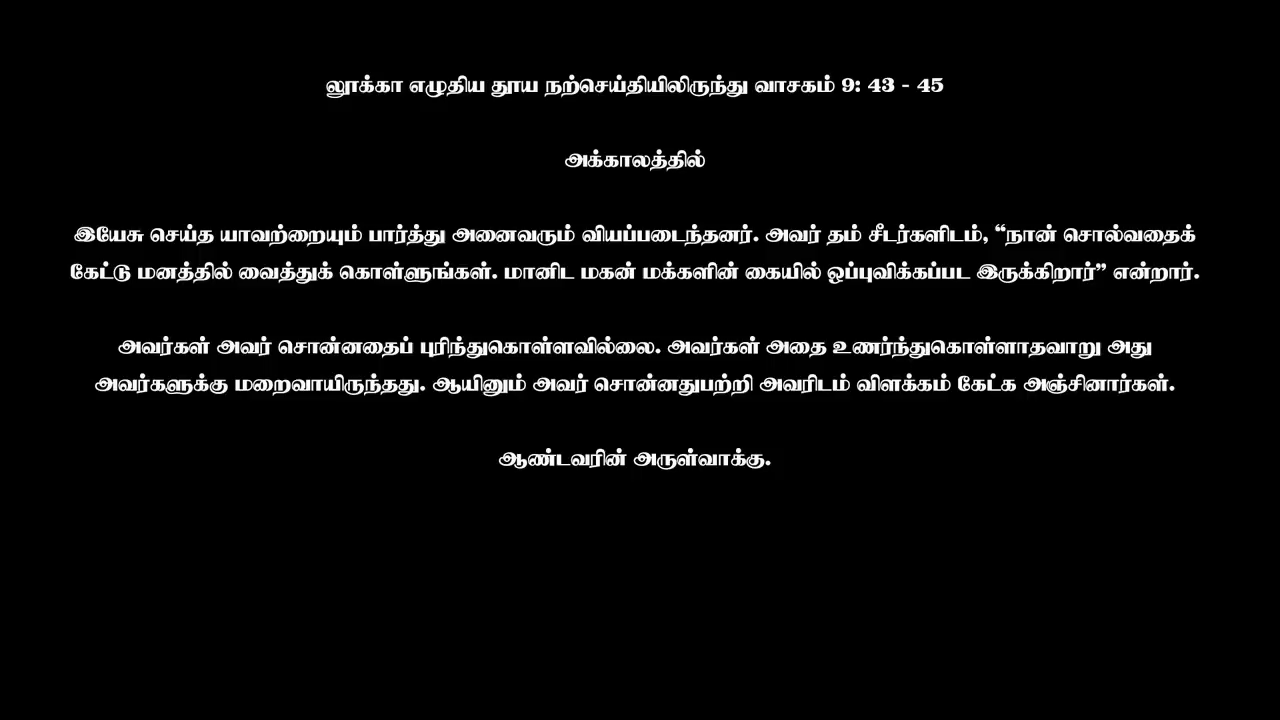 லூக்கா எழுதிய தூய நற்செய்தியிலிருந்து வாசகம் 9: 43 - 45
அக்காலத்தில்
இயேசு செய்த யாவற்றையும் பார்த்து அனைவரும் வியப்படைந்தனர். அவர் தம் சீடர்களிடம், “நான் சொல்வதைக்
கேட்டு மனத்தில் வைத்துக் கொள்ளுங்கள். மானிட மகன் மக்களின் கையில் ஒப்புவிக்கப்பட இருக்கிறார்” என்றார்.
அவர்கள் அவர் சொன்னதைப் புரிந்துகொள்ளவில்லை. அவர்கள் அதை உணர்ந்துகொள்ளாதவாறு அது
அவர்களுக்கு மறைவாயிருந்தது. ஆயினும் அவர் சொன்னதுபற்றி அவரிடம் விளக்கம் கேட்க அஞ்சினார்கள்.
ஆண்டவரின் அருள்வாக்கு.